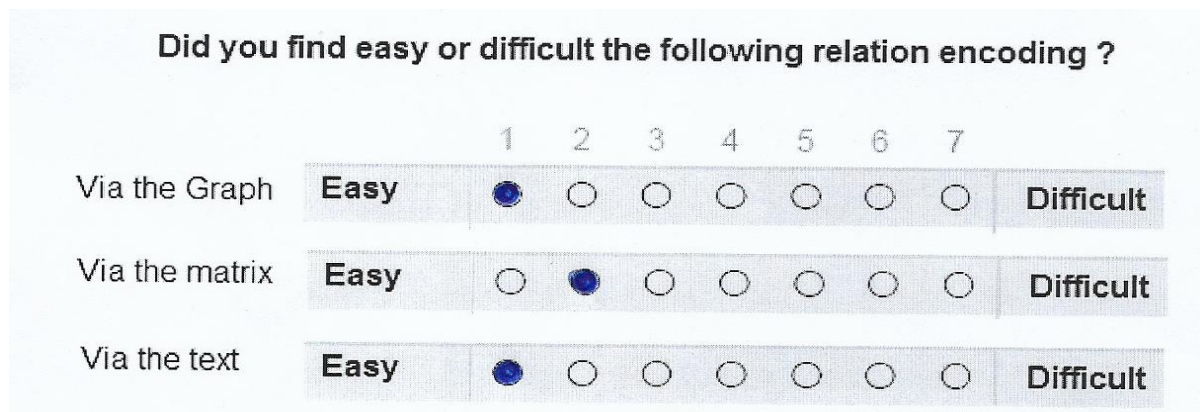 Did you find easy or difficult the following relation encoding ?
1 2 3 4 5 6 7
Via the Graph Easy Difficult
Via the matrix Easy Difficult
Via the text Easy Difficult